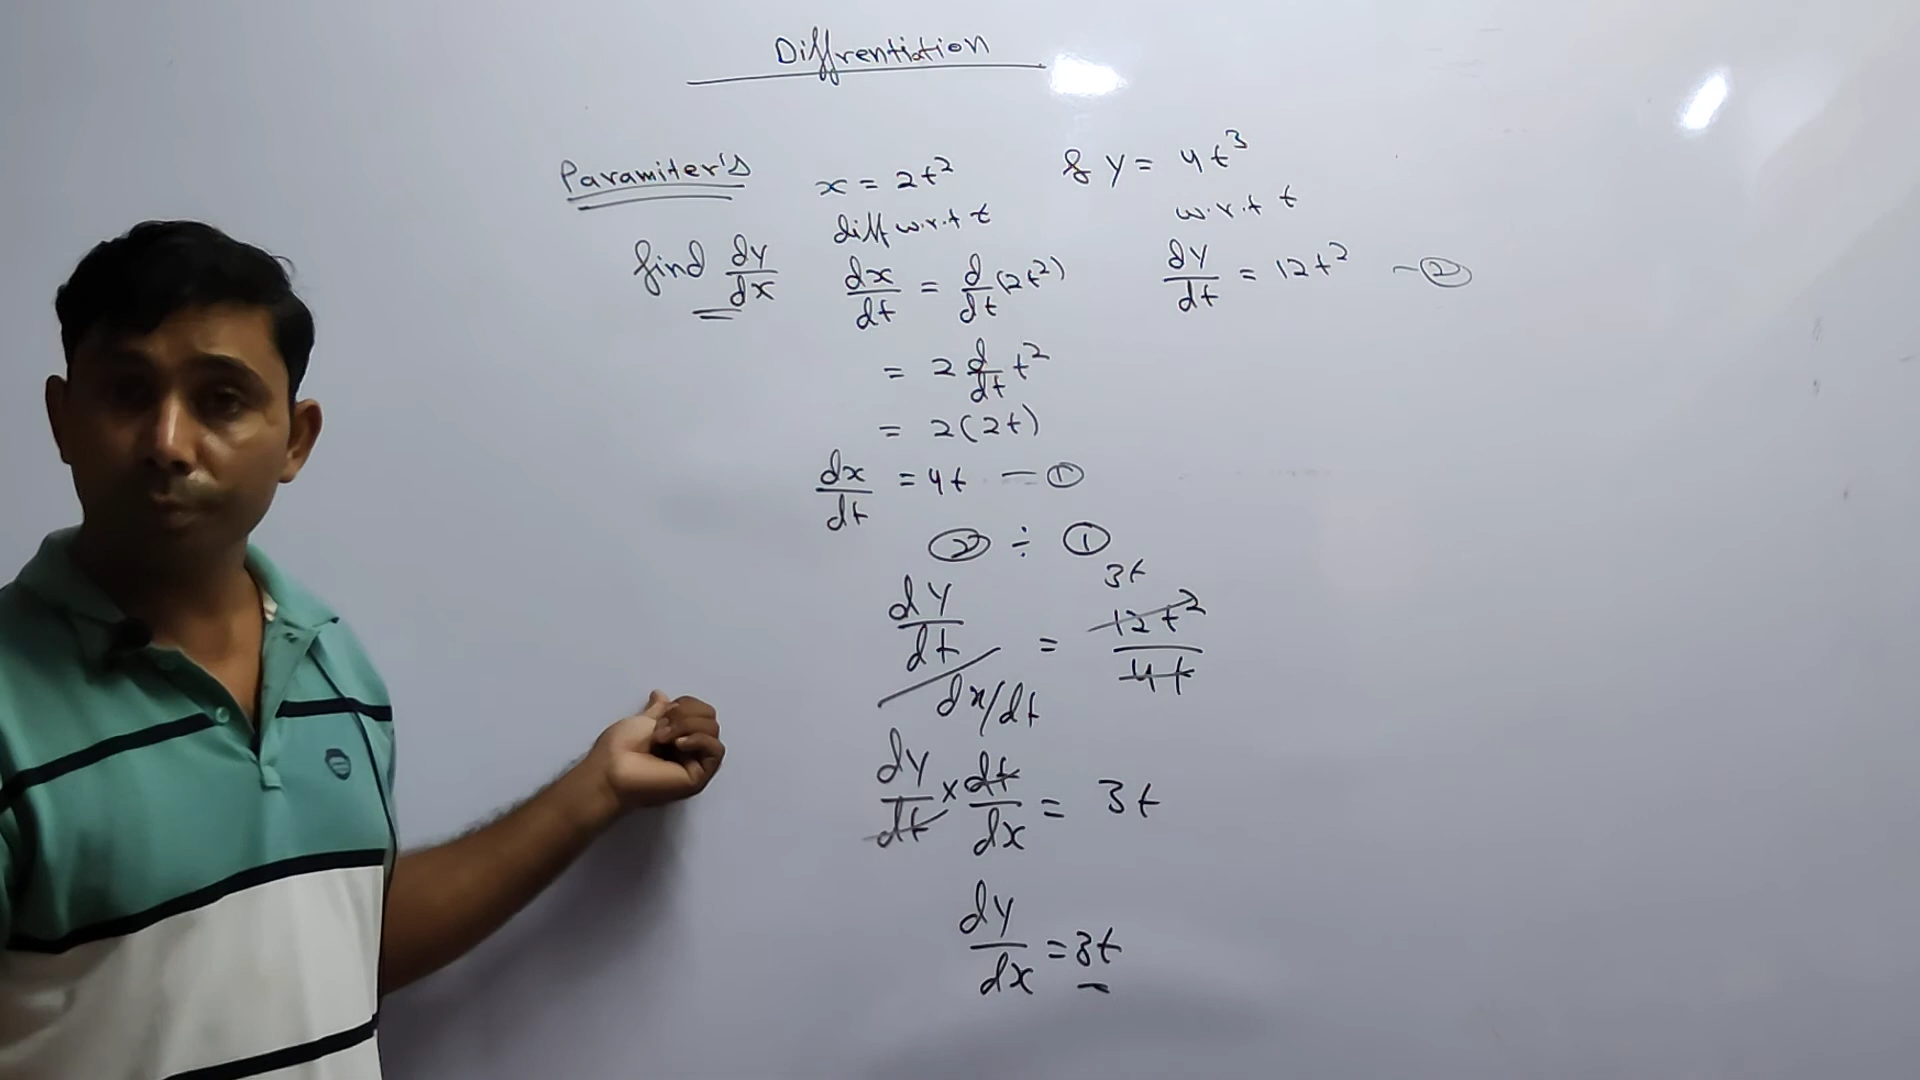 Diffrentiation
Paramiter's x = 2t² & y = 4t³
diff w.r.t t w.r.t t
find dy/dx dx/dt = d/dt (2t²) dy/dt = 12t² - ②
= 2 d/dt t²
= 2(2t)
dx/dt = 4t - ①
② ÷ ①
3t
dy/dt / dx/dt = 12t²/4t
dy/dt × dt/dx = 3t
dy/dx = 3t